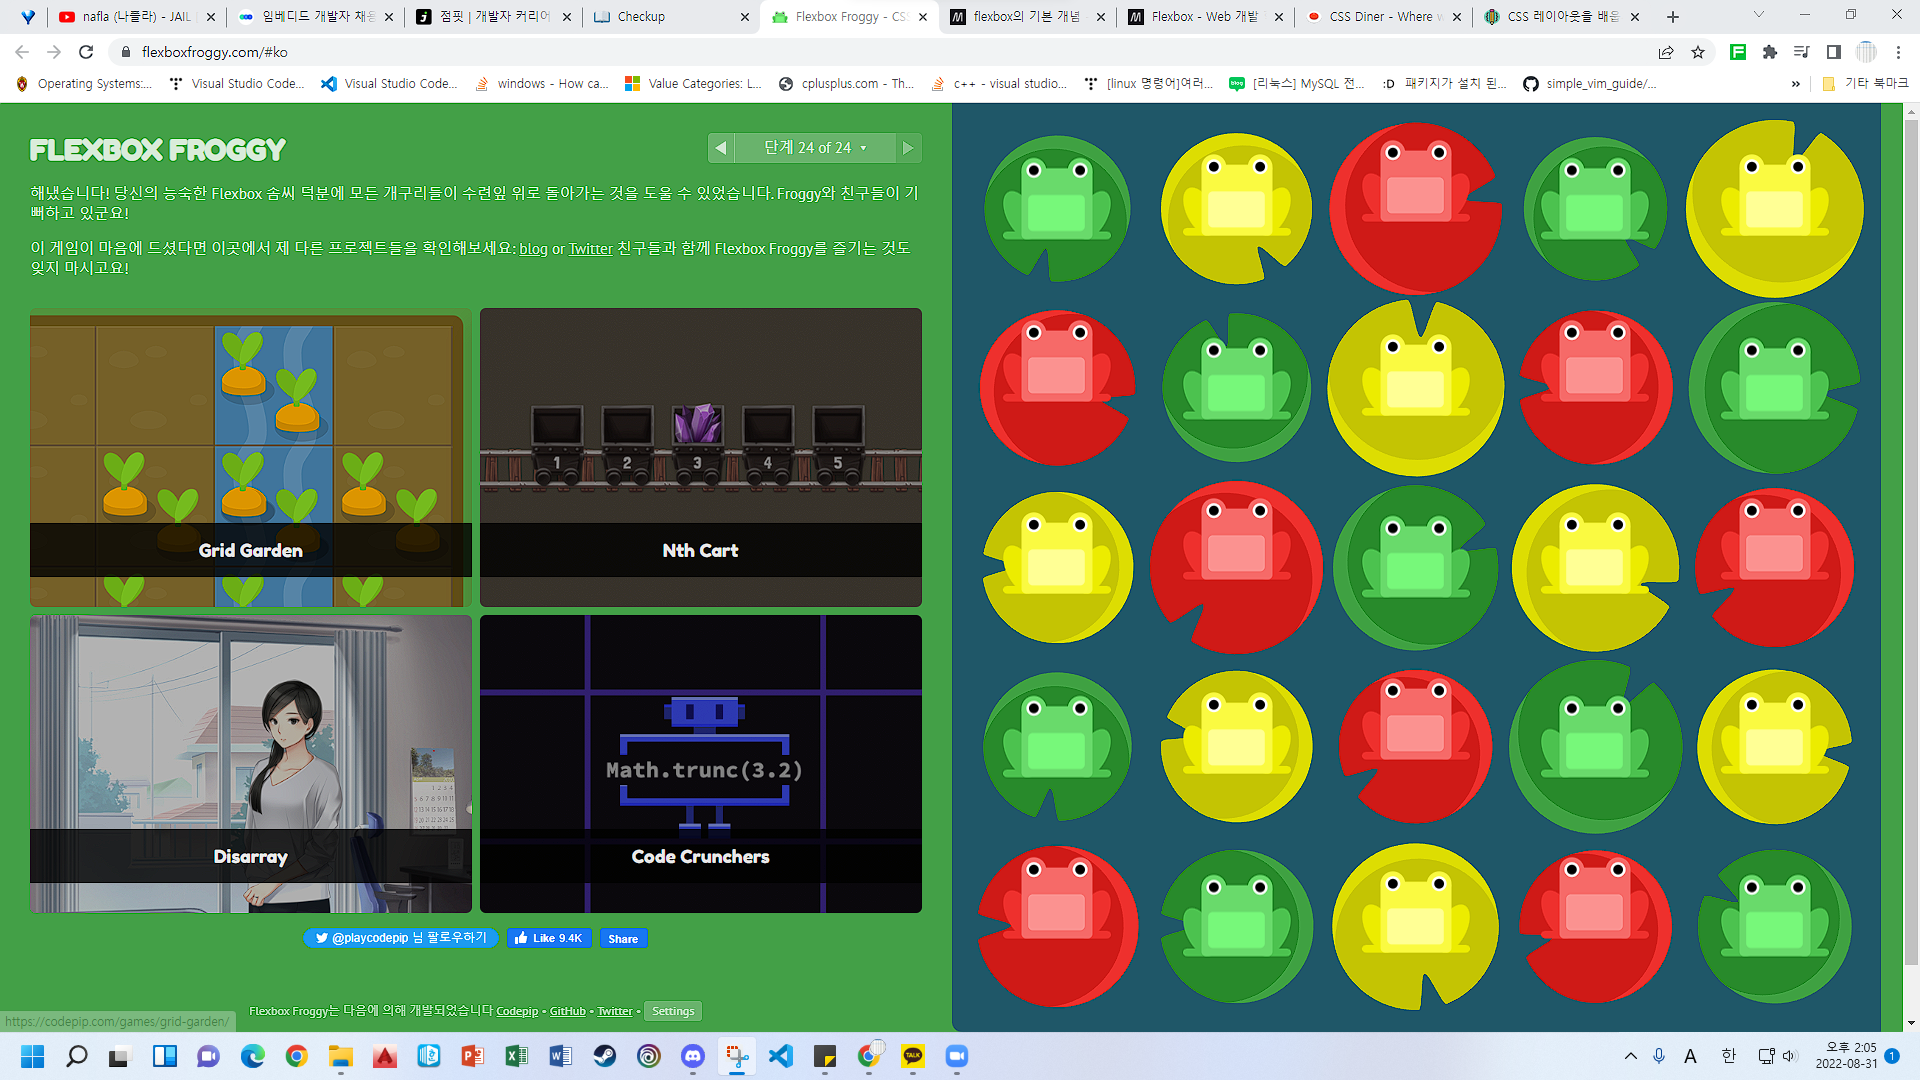 nafla (나플라) - JAIL
임베디드 개발자 채용
점핏 | 개발자 커리어
Checkup
Flexbox Froggy - CSS
flexbox의 기본 개념
Flexbox - Web 개발
CSS Diner - Where w
CSS 레이아웃을 배음
flexboxfroggy.com/#ko
Operating Systems:...
Visual Studio Code...
Visual Studio Code...
windows - How ca...
Value Categories: L...
cplusplus.com - Th...
c++ - visual studio...
[linux 명령어]여러...
[리눅스] MySQL 전...
:D 패키지가 설치 된...
simple_vim_guide/...
»
기타 북마크
FLEXBOX FROGGY
단계 24 of 24
해냈습니다! 당신의 능숙한 Flexbox 솜씨 덕분에 모든 개구리들이 수련잎 위로 돌아가는 것을 도울 수 있었습니다. Froggy와 친구들이 기
뻐하고 있군요!
이 게임이 마음에 드셨다면 이곳에서 제 다른 프로젝트들을 확인해보세요: blog or Twitter 친구들과 함께 Flexbox Froggy를 즐기는 것도
잊지 마시고요!
1 2 3 4 5
Grid Garden
Nth Cart
Math.trunc(3.2)
Disarray
Code Crunchers
@playcodepip 님 팔로우하기
Like 9.4K
Share
Flexbox Froggy는 다음에 의해 개발되었습니다 Codepip • GitHub • Twitter • Settings
https://codepip.com/games/grid-garden/
TALK
A
한
오후 2:05
2022-08-31
1